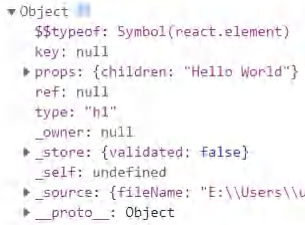 ▼Object
$$typeof: Symbol(react.element)
key: null
▶props: {children: "Hello World"}
ref: null
type: "h1"
_owner: null
▶_store: {validated: false}
_self: undefined
▶_source: {fileName: "E:\\Users\\u
▶__proto__: Object